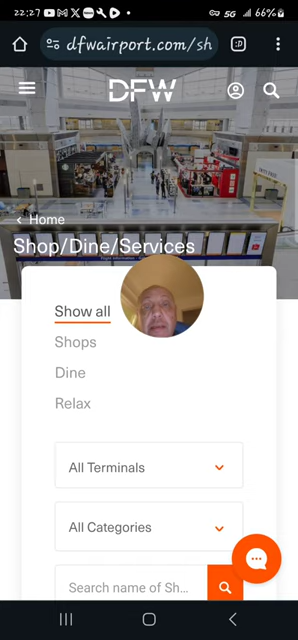 22:27
5G
66%
dfwairport.com/sh
:D
DFW
Home
Shop/Dine/Services
Show all
Shops
Dine
Relax
All Terminals
All Categories
Search name of Sh...